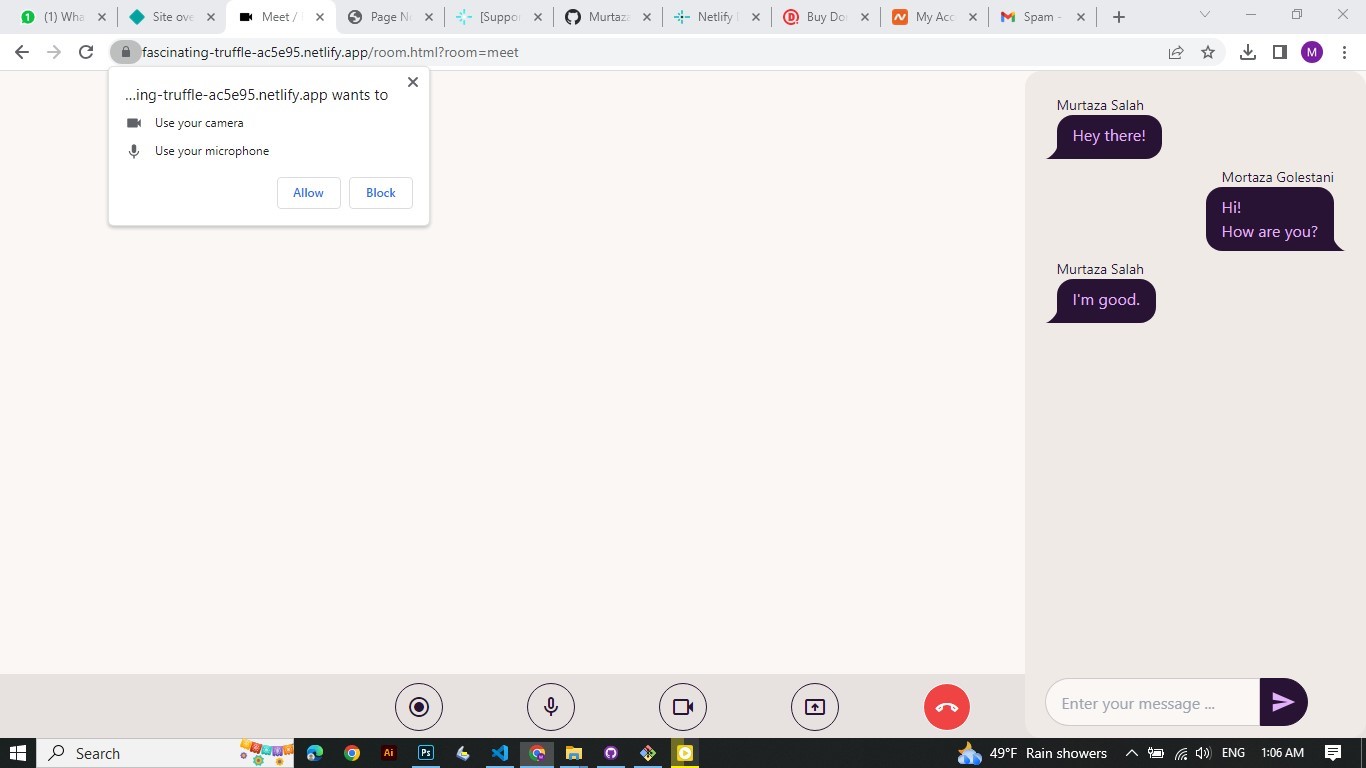 (1) Wha
Site ove
Meet /
Page N
[Suppo
Murtaza
Netlify
Buy Do
My Acc
Spam -
fascinating-truffle-ac5e95.netlify.app/room.html?room=meet
M
...ing-truffle-ac5e95.netlify.app wants to
Use your camera
Use your microphone
Allow
Block
Murtaza Salah
Hey there!
Mortaza Golestani
Hi!
How are you?
Murtaza Salah
I'm good.
Enter your message ...
Search
Ai
Ps
49°F Rain showers
ENG
1:06 AM